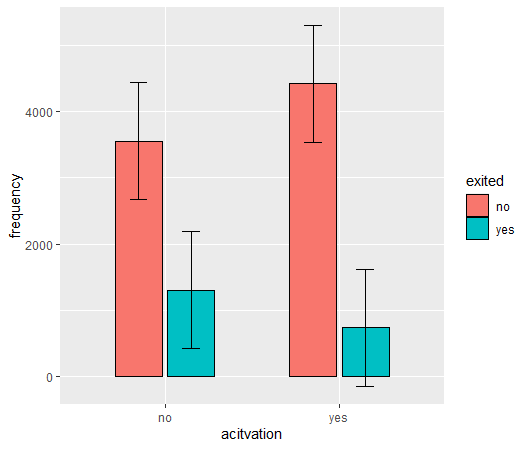 4000
2000
0
frequency
no
yes
acitvation
exited
no
yes